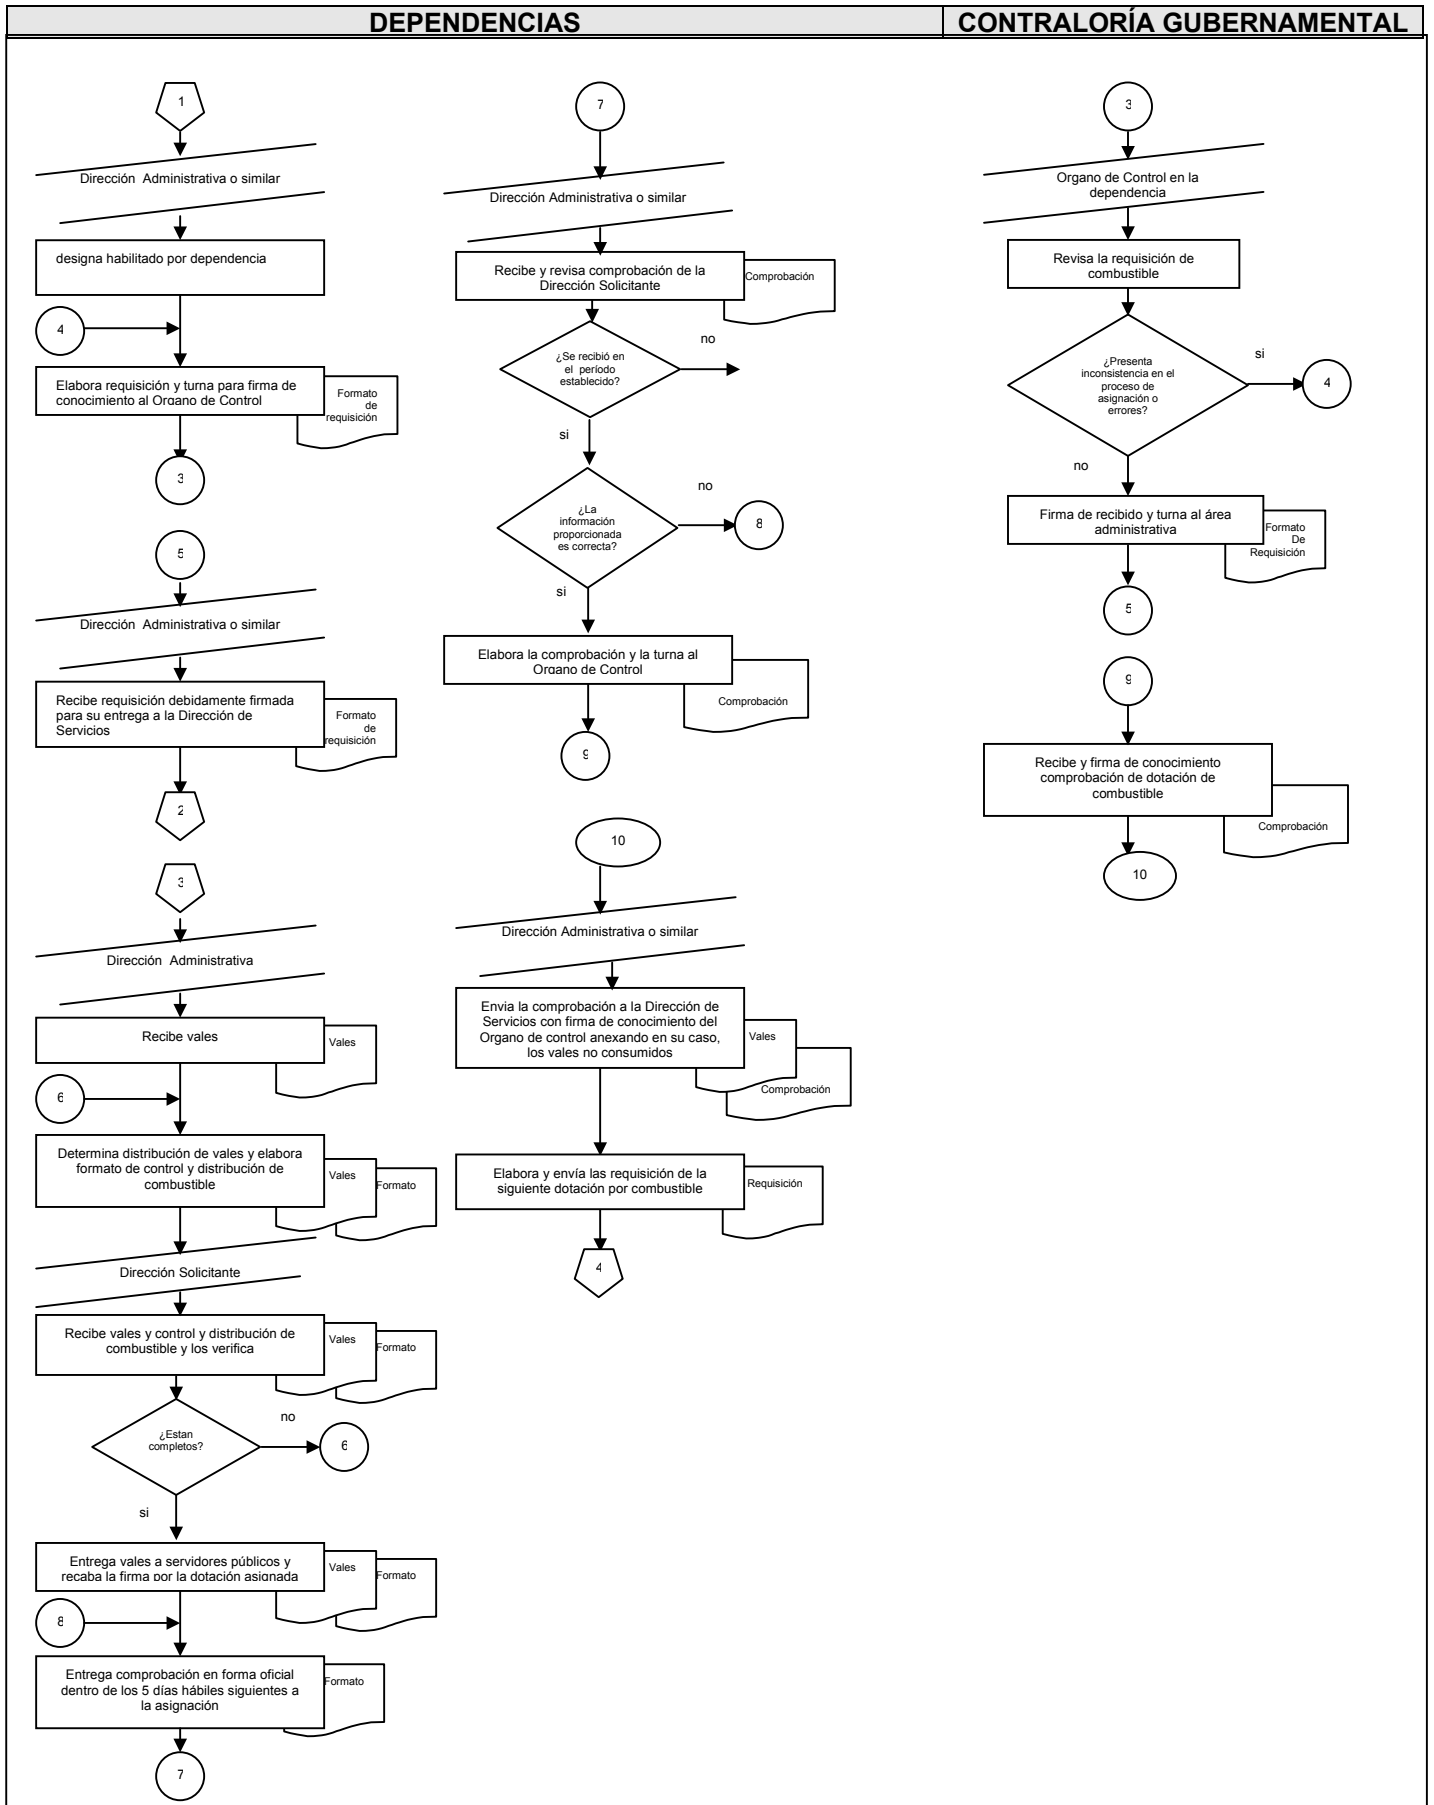 DEPENDENCIAS
CONTRALORÍA GUBERNAMENTAL
1
Dirección Administrativa o similar
designa habilitado por dependencia
4
Elabora requisición y turna para firma de
conocimiento al Organo de Control
Formato
de
requisición
3
5
Dirección Administrativa o similar
Recibe requisición debidamente firmada
para su entrega a la Dirección de
Servicios
Formato
de
requisición
2
3
Dirección Administrativa
Recibe vales
Vales
6
Determina distribución de vales y elabora
formato de control y distribución de
combustible
Vales
Formato
Dirección Solicitante
Recibe vales y control y distribución de
combustible y los verifica
Vales
Formato
¿Estan
completos?
no
6
si
Entrega vales a servidores públicos y
recaba la firma por la dotación asignada
Vales
Formato
8
Entrega comprobación en forma oficial
dentro de los 5 días hábiles siguientes a
la asignación
Formato
7
7
Dirección Administrativa o similar
Recibe y revisa comprobación de la
Dirección Solicitante
Comprobación
¿Se recibió en
el período
establecido?
no
si
¿La
información
proporcionada
es correcta?
no
8
si
Elabora la comprobación y la turna al
Organo de Control
Comprobación
9
10
Dirección Administrativa o similar
Envia la comprobación a la Dirección de
Servicios con firma de conocimiento del
Organo de control anexando en su caso,
los vales no consumidos
Vales
Comprobación
Elabora y envía las requisición de la
siguiente dotación por combustible
Requisición
4
3
Organo de Control en la
dependencia
Revisa la requisición de
combustible
¿Presenta
inconsistencia en el
proceso de
asignación o
errores?
si
4
no
Firma de recibido y turna al área
administrativa
Formato
De
Requisición
5
9
Recibe y firma de conocimiento
comprobación de dotación de
combustible
Comprobación
10